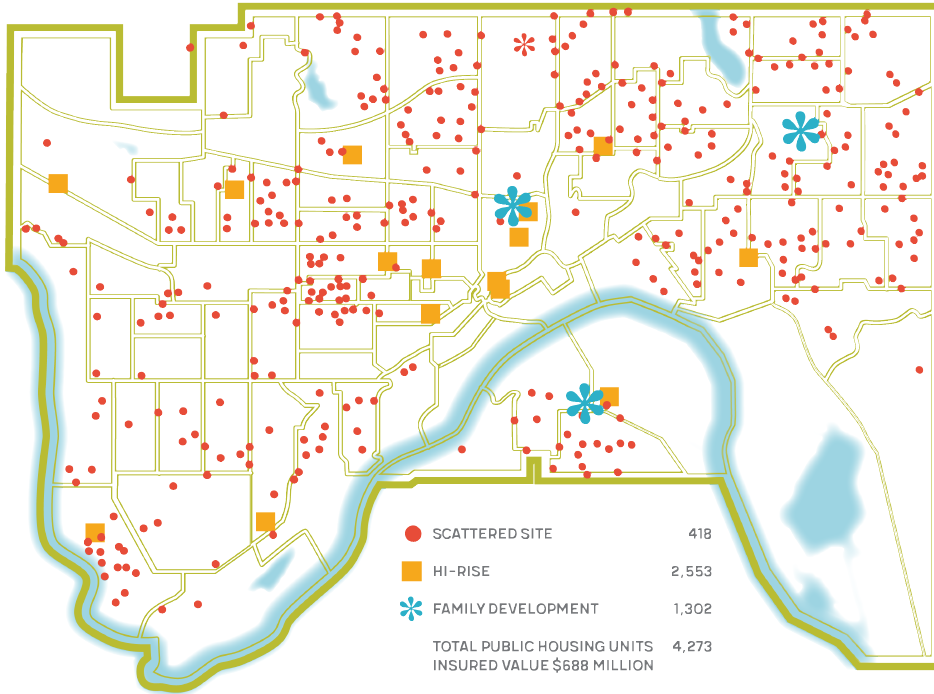 SCATTERED SITE 418
HI-RISE 2,553
FAMILY DEVELOPMENT 1,302
TOTAL PUBLIC HOUSING UNITS 4,273
INSURED VALUE $688 MILLION